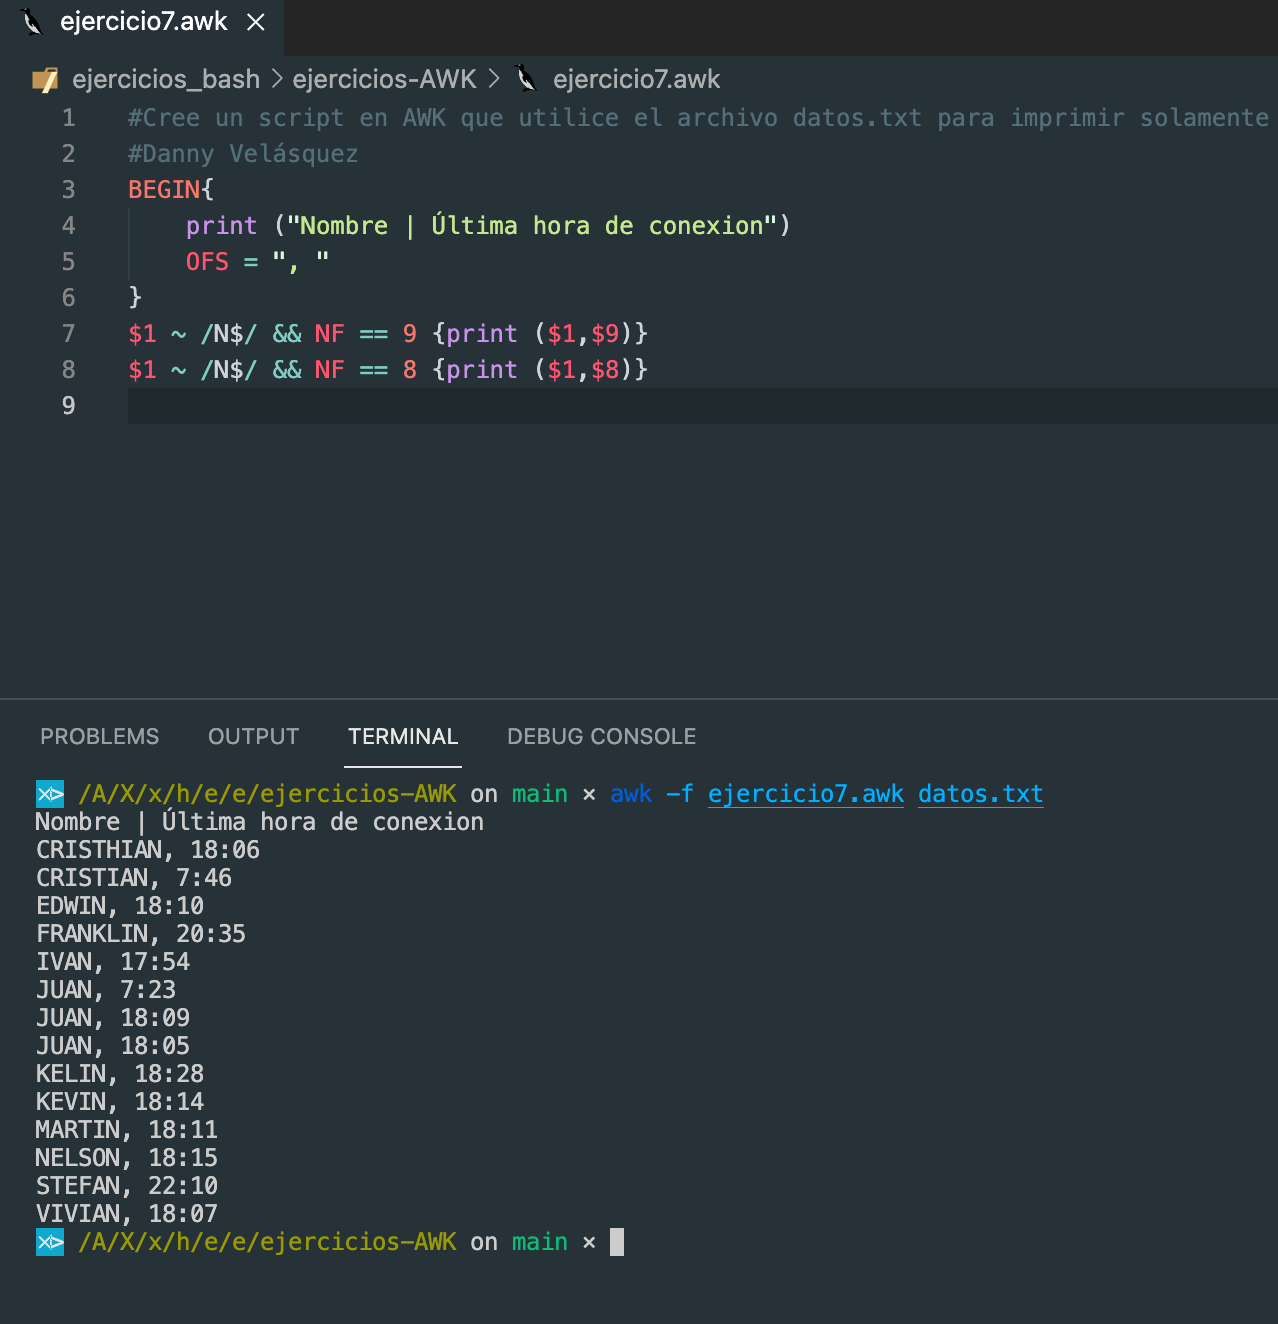 ejercicio7.awk ×
ejercicios_bash > ejercicios-AWK > ejercicio7.awk
1 #Cree un script en AWK que utilice el archivo datos.txt para imprimir solamente
2 #Danny Velásquez
3 BEGIN{
4 print ("Nombre | Última hora de conexion")
5 OFS = ", "
6 }
7 $1 ~ /N$/ && NF == 9 {print ($1,$9)}
8 $1 ~ /N$/ && NF == 8 {print ($1,$8)}
9
PROBLEMS OUTPUT TERMINAL DEBUG CONSOLE
/A/X/x/h/e/e/ejercicios-AWK on main × awk -f ejercicio7.awk datos.txt
Nombre | Última hora de conexion
CRISTHIAN, 18:06
CRISTIAN, 7:46
EDWIN, 18:10
FRANKLIN, 20:35
IVAN, 17:54
JUAN, 7:23
JUAN, 18:09
JUAN, 18:05
KELIN, 18:28
KEVIN, 18:14
MARTIN, 18:11
NELSON, 18:15
STEFAN, 22:10
VIVIAN, 18:07
/A/X/x/h/e/e/ejercicios-AWK on main ×